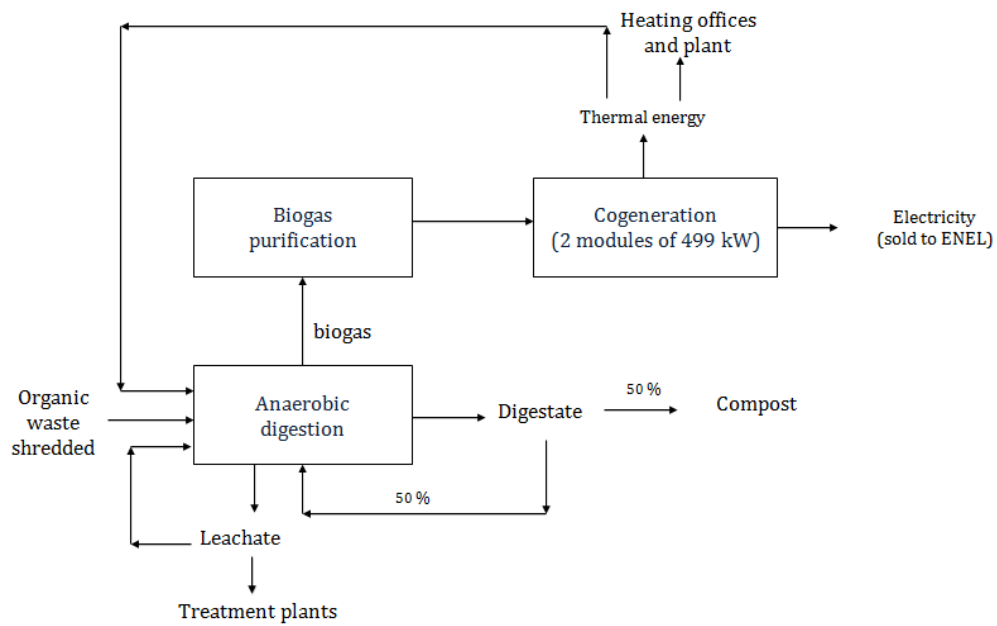 Heating offices
and plant
Thermal energy
Biogas
purification
Cogeneration
(2 modules of 499 kW)
Electricity
(sold to ENEL)
biogas
Organic
waste
shredded
Anaerobic
digestion
Digestate
50 %
Compost
50 %
Leachate
Treatment plants